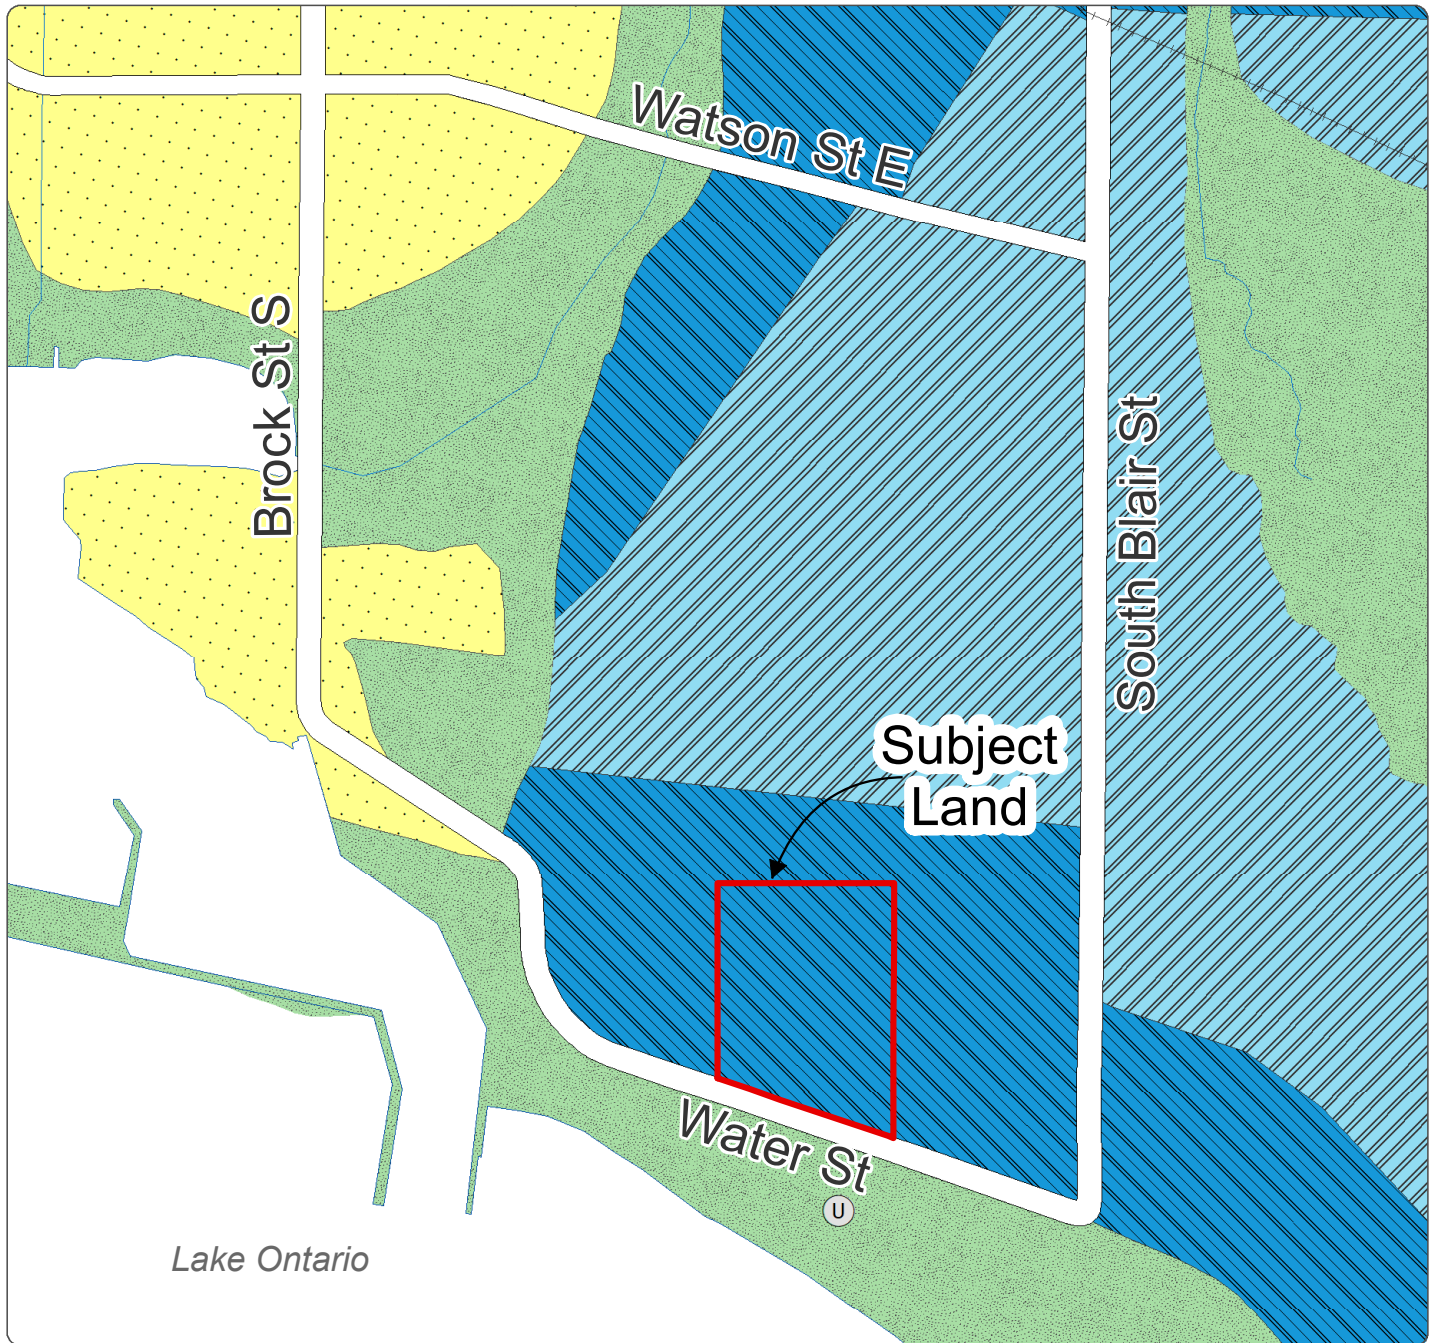 Watson St E
Brock St S
South Blair St
Subject
Land
Water St
U
Lake Ontario